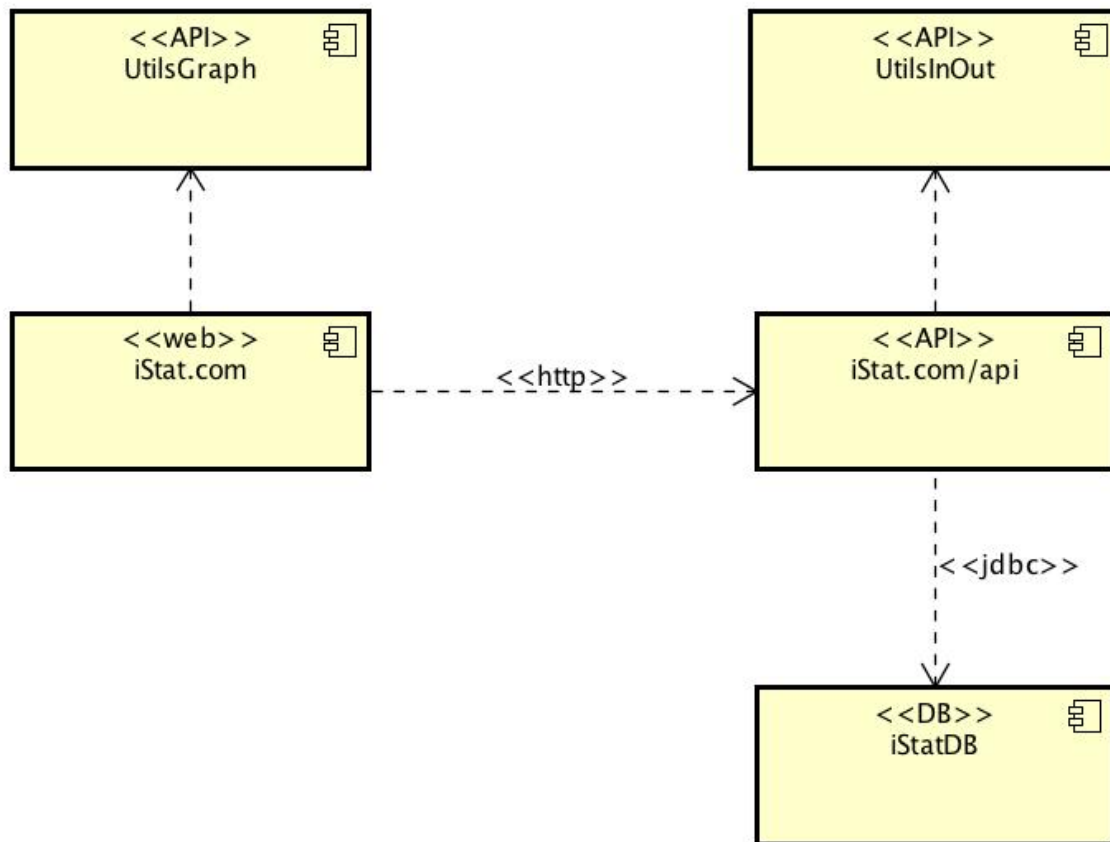 <<API>>
UtilsGraph
<<API>>
UtilsInOut
<<web>>
iStat.com
<<http>>
<<API>>
iStat.com/api
<<jdbc>>
<<DB>>
iStatDB